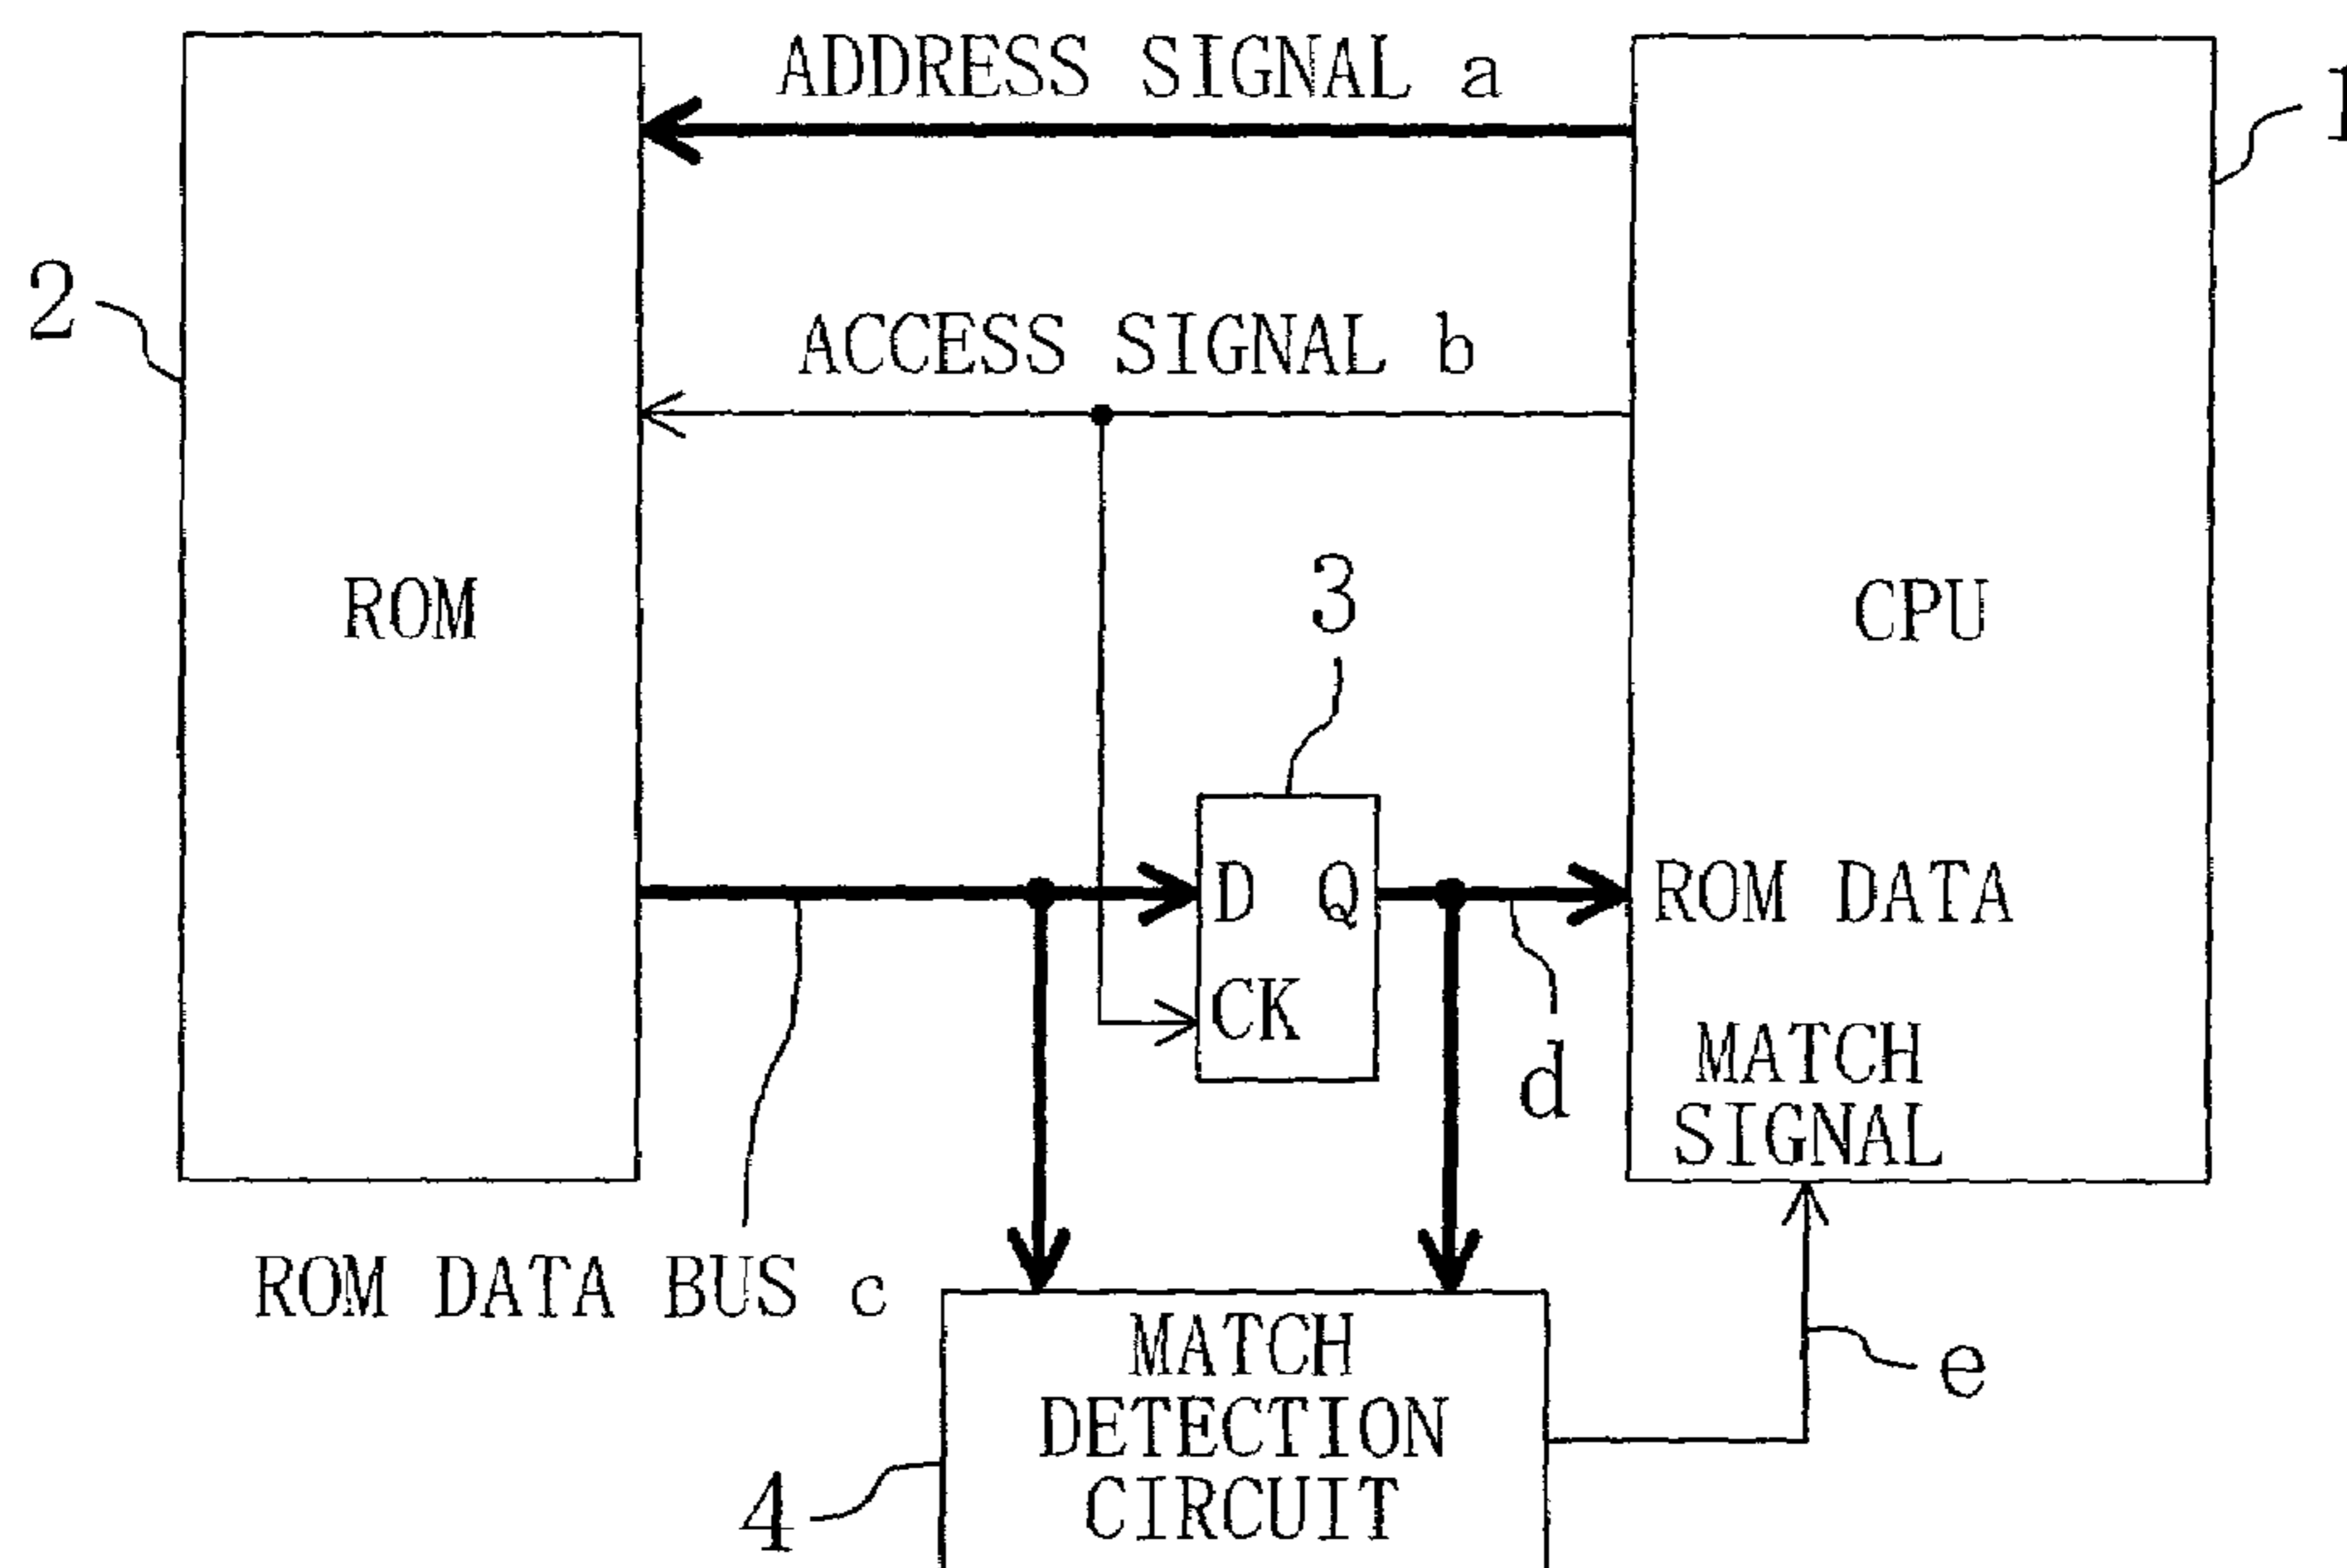 ADDRESS SIGNAL a
1
2
ACCESS SIGNAL b
ROM
3
CPU
D Q
ROM DATA
CK
MATCH
SIGNAL
d
ROM DATA BUS c
MATCH
DETECTION
CIRCUIT
e
4